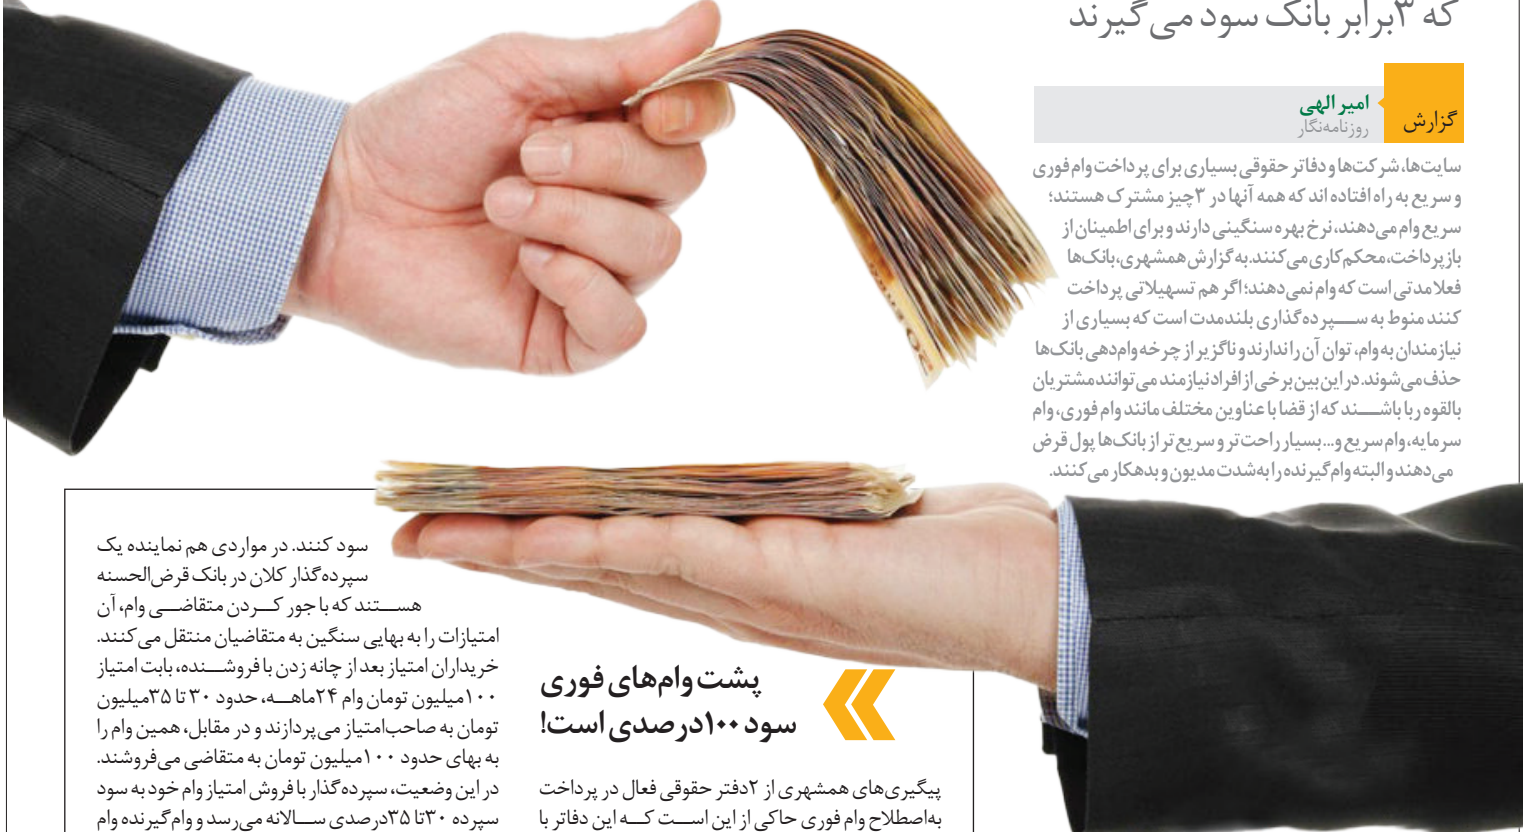 که ۳برابر بانک سود می‌گیرند
گزارش
امیر الهی
روزنامه‌نگار
سایت‌ها، شرکت‌ها و دفاتر حقوقی بسیاری برای پرداخت وام فوری
و سریع به راه افتاده اند که همه آنها در ۳چیز مشترک هستند؛
سریع وام می‌دهند، نرخ بهره سنگینی دارند و برای اطمینان از
بازپرداخت، محکم‌کاری می‌کنند. به گزارش همشهری، بانک‌ها
فعلا مدتی است که وام نمی‌دهند؛ اگر هم تسهیلاتی پرداخت
کنند منوط به ســـپرده‌گذاری بلندمدت است که بسیاری از
نیازمندان به وام، توان آن را ندارند و ناگزیر از چرخه وام‌دهی بانک‌ها
حذف می‌شوند. در این بین برخی از افراد نیازمند می‌توانند مشتریان
بالقوه ربا باشـــند که از قضا با عناوین مختلف مانند وام فوری، وام
سرمایه، وام سریع و... بسیار راحت‌تر و سریع‌تر از بانک‌ها پول قرض
می‌دهند و البته وام‌گیرنده را به‌شدت مدیون و بدهکار می‌کنند.
پشت وام‌های فوری
سود ۱۰۰درصدی است!
پیگیری‌های همشهری از ۲دفتر حقوقی فعال در پرداخت
به‌اصطلاح وام فوری حاکی از این اســـت کـــه این دفاتر با
سود کنند. در مواردی هم نماینده یک
سپرده‌گذار کلان در بانک قرض‌الحسنه
هســـتند که با جور کـــردن متقاضـــی وام، آن
امتیازات را به بهایی سنگین به متقاضیان منتقل می‌کنند.
خریداران امتیاز بعد از چانه زدن با فروشـــنده، بابت امتیاز
۱۰۰میلیون تومان وام ۲۴ماهـــه، حدود ۳۰ تا ۳۵میلیون
تومان به صاحب‌امتیاز می‌پردازند و در مقابل، همین وام را
به بهای حدود ۱۰۰میلیون تومان به متقاضی می‌فروشند.
در این وضعیت، سپرده‌گذار با فروش امتیاز وام خود به سود
سپرده ۳۰تا ۳۵درصدی ســـالانه می‌رسد و وام‌گیرنده وام